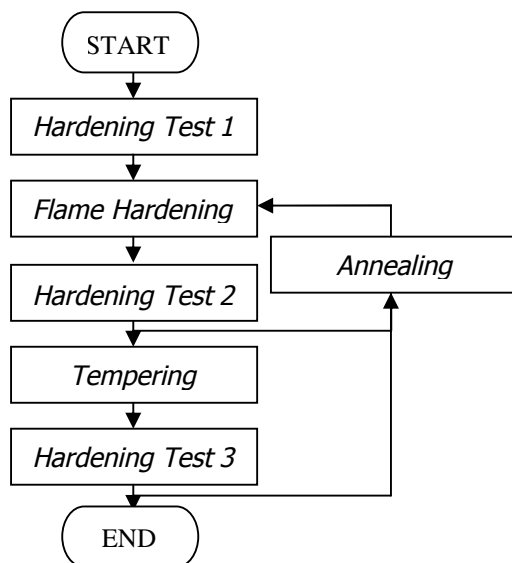 START
Hardening Test 1
Flame Hardening
Annealing
Hardening Test 2
Tempering
Hardening Test 3
END